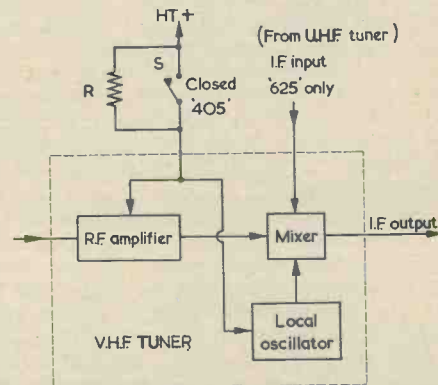 HT+
(From U.H.F. tuner)
I.F. input
'625' only
S
R
Closed
'405'
R.F. amplifier
Mixer
I.F. output
Local
oscillator
V.H.F. TUNER